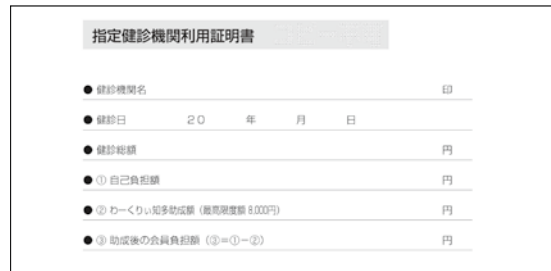 指定健診機関利用証明書
● 健診機関名 印
● 健診日 20 年 月 日
● 健診総額 円
● ① 自己負担額 円
● ② わーくりぃ知多助成額（最高限度額 8,000円） 円
● ③ 助成後の会員負担額（③＝①－②） 円